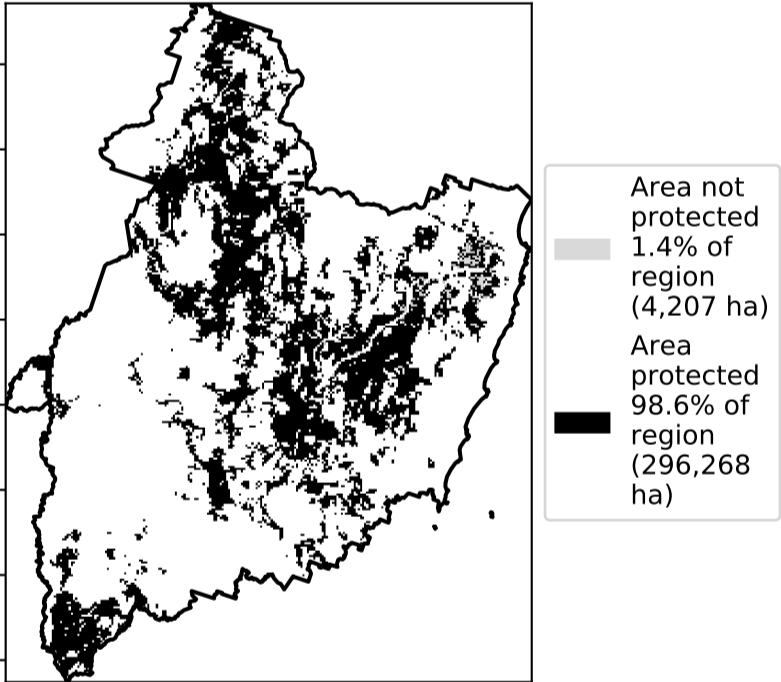 Area not
protected
1.4% of
region
(4,207 ha)
Area
protected
98.6% of
region
(296,268
ha)